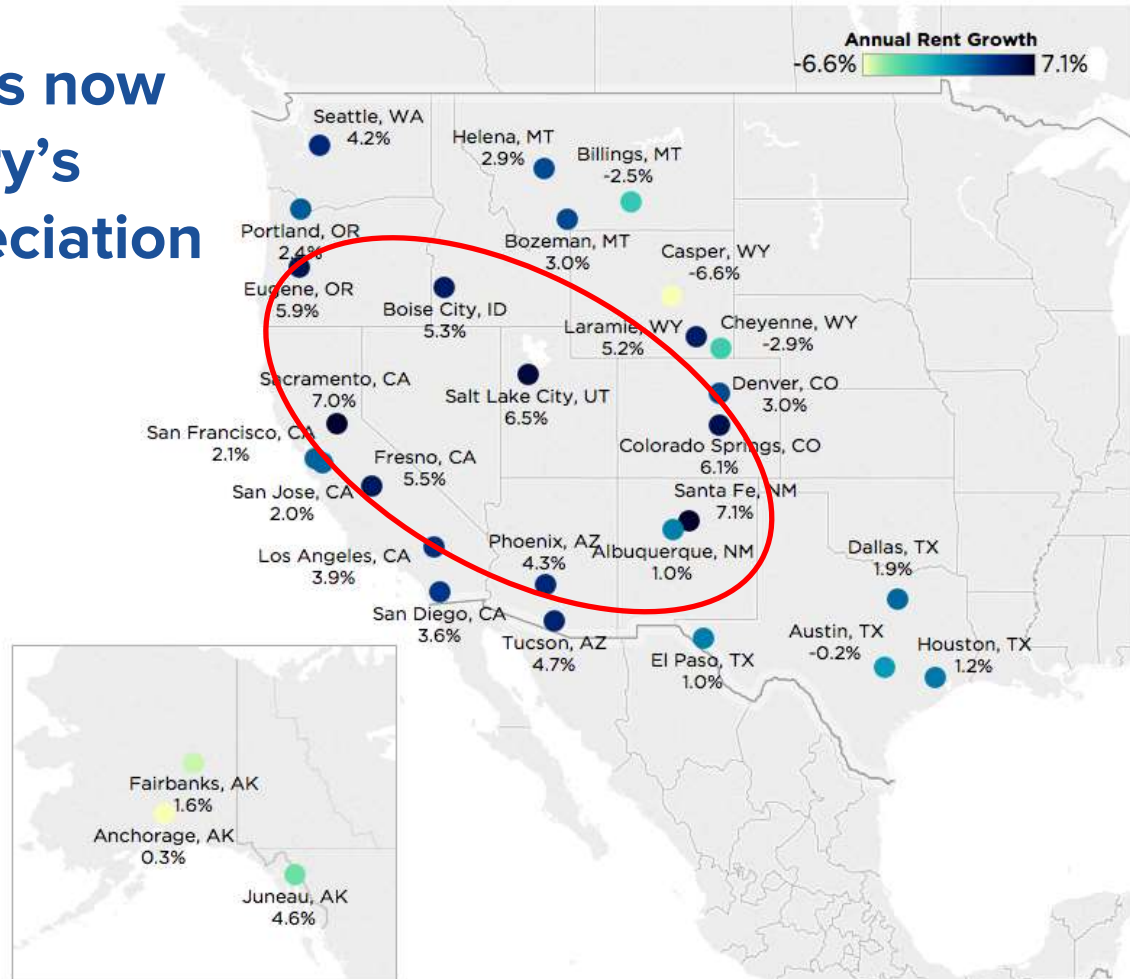 s now
y's
eciation
Annual Rent Growth
-6.6% 7.1%
Seattle, WA
4.2%
Helena, MT
2.9%
Billings, MT
-2.5%
Portland, OR
2.4%
Bozeman, MT
3.0%
Casper, WY
-6.6%
Eugene, OR
5.9%
Boise City, ID
5.3%
Laramie, WY
5.2%
Cheyenne, WY
-2.9%
Sacramento, CA
7.0%
Salt Lake City, UT
6.5%
Denver, CO
3.0%
San Francisco, CA
2.1%
Fresno, CA
5.5%
Colorado Springs, CO
6.1%
San Jose, CA
2.0%
Santa Fe, NM
7.1%
Los Angeles, CA
3.9%
Phoenix, AZ
4.3%
Albuquerque, NM
1.0%
Dallas, TX
1.9%
San Diego, CA
3.6%
Tucson, AZ
4.7%
El Paso, TX
1.0%
Austin, TX
-0.2%
Houston, TX
1.2%
Fairbanks, AK
1.6%
Anchorage, AK
0.3%
Juneau, AK
4.6%